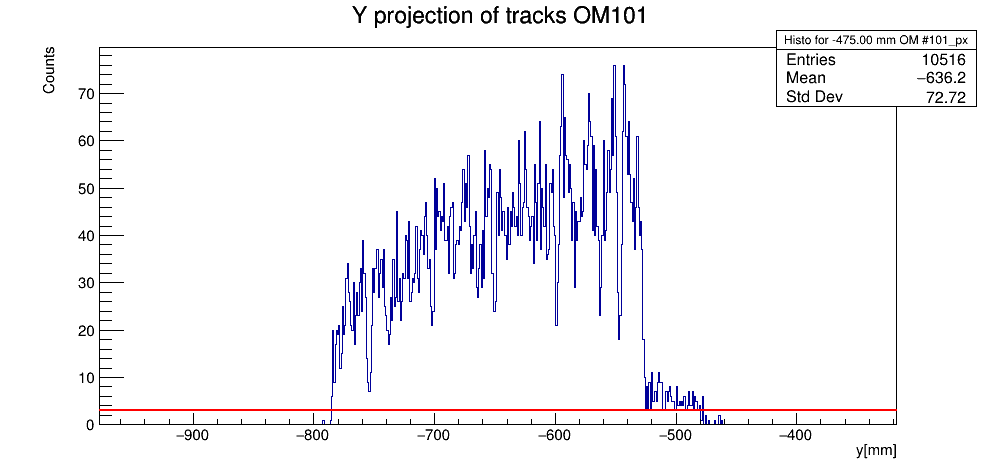 Y projection of tracks OM101
Histo for -475.00 mm OM #101_px
Entries 10516
Mean −636.2
Std Dev 72.72
Counts
70
60
50
40
30
20
10
0
−900 −800 −700 −600 −500 −400
y[mm]